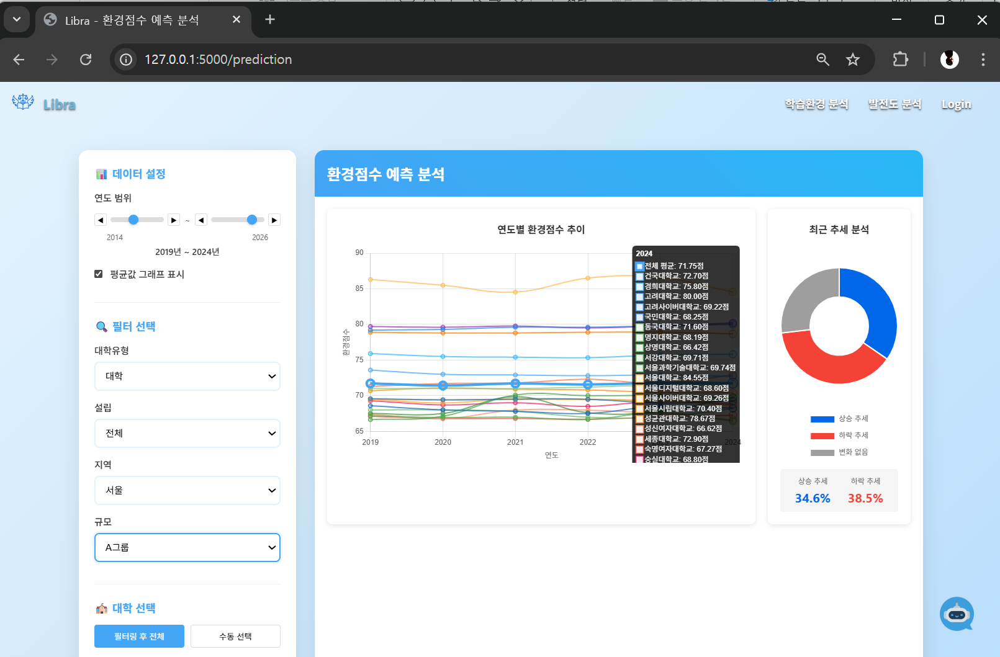 Libra - 환경점수 예측 분석
127.0.0.1:5000/prediction
Libra
학습환경 분석
발전도 분석
Login
데이터 설정
연도 범위
~
2014
2026
2019년 ~ 2024년
평균값 그래프 표시
필터 선택
대학유형
대학
설립
전체
지역
서울
규모
A그룹
대학 선택
필터링 후 전체
수동 선택
환경점수 예측 분석
연도별 환경점수 추이
90
85
80
75
70
65
환경점수
2019
2020
2021
2022
2024
연도
2024
전체 평균: 71.75점
건국대학교: 72.70점
경희대학교: 75.80점
고려대학교: 80.00점
고려사이버대학교: 69.22점
국민대학교: 68.25점
동국대학교: 71.60점
명지대학교: 68.19점
상명대학교: 66.42점
서강대학교: 69.71점
서울과학기술대학교: 69.74점
서울대학교: 84.55점
서울디지털대학교: 68.60점
서울사이버대학교: 69.26점
서울시립대학교: 70.40점
성균관대학교: 78.67점
성신여자대학교: 66.62점
세종대학교: 72.90점
숙명여자대학교: 67.27점
숭실대학교: 68.80점
최근 추세 분석
상승 추세
하락 추세
변화 없음
상승 추세
하락 추세
34.6%
38.5%